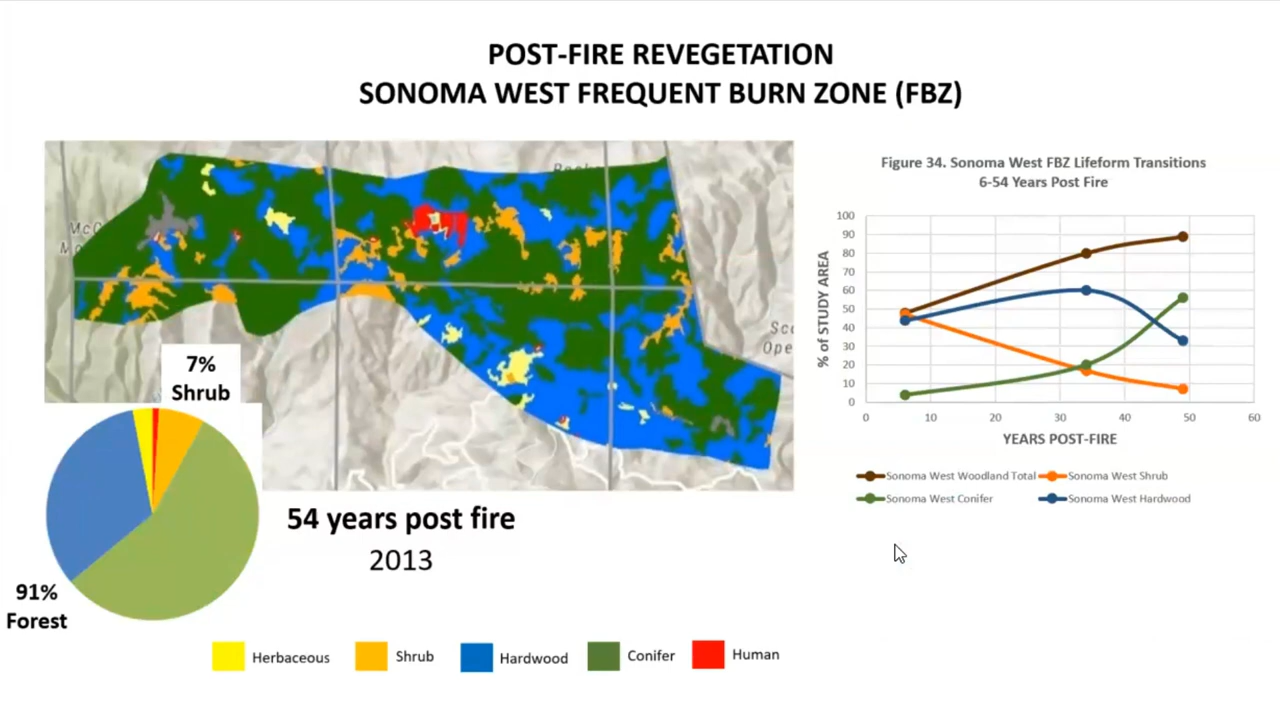 POST-FIRE REVEGETATION
SONOMA WEST FREQUENT BURN ZONE (FBZ)
Figure 34. Sonoma West FBZ Lifeform Transitions
6-54 Years Post Fire
% of STUDY AREA
100
90
80
70
60
50
40
30
20
10
0
0 10 20 30 40 50 60
YEARS POST-FIRE
Sonoma West Woodland Total Sonoma West Shrub
Sonoma West Conifer Sonoma West Hardwood
7%
Shrub
91%
Forest
54 years post fire
2013
Herbaceous Shrub Hardwood Conifer Human